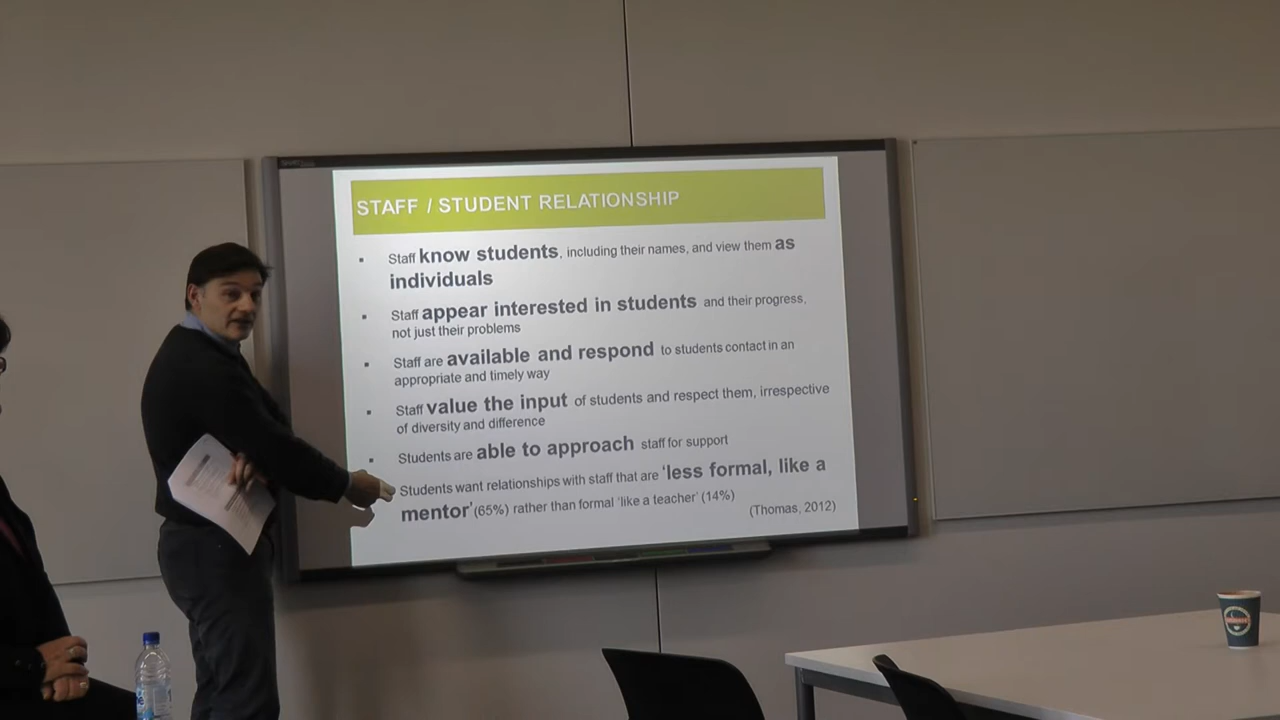 STAFF / STUDENT RELATIONSHIP
Staff know students, including their names, and view them as
individuals
Staff appear interested in students and their progress,
not just their problems
Staff are available and respond to students contact in an
appropriate and timely way
Staff value the input of students and respect them, irrespective
of diversity and difference
Students are able to approach staff for support
Students want relationships with staff that are 'less formal, like a
mentor' (65%) rather than formal 'like a teacher' (14%)
(Thomas, 2012)